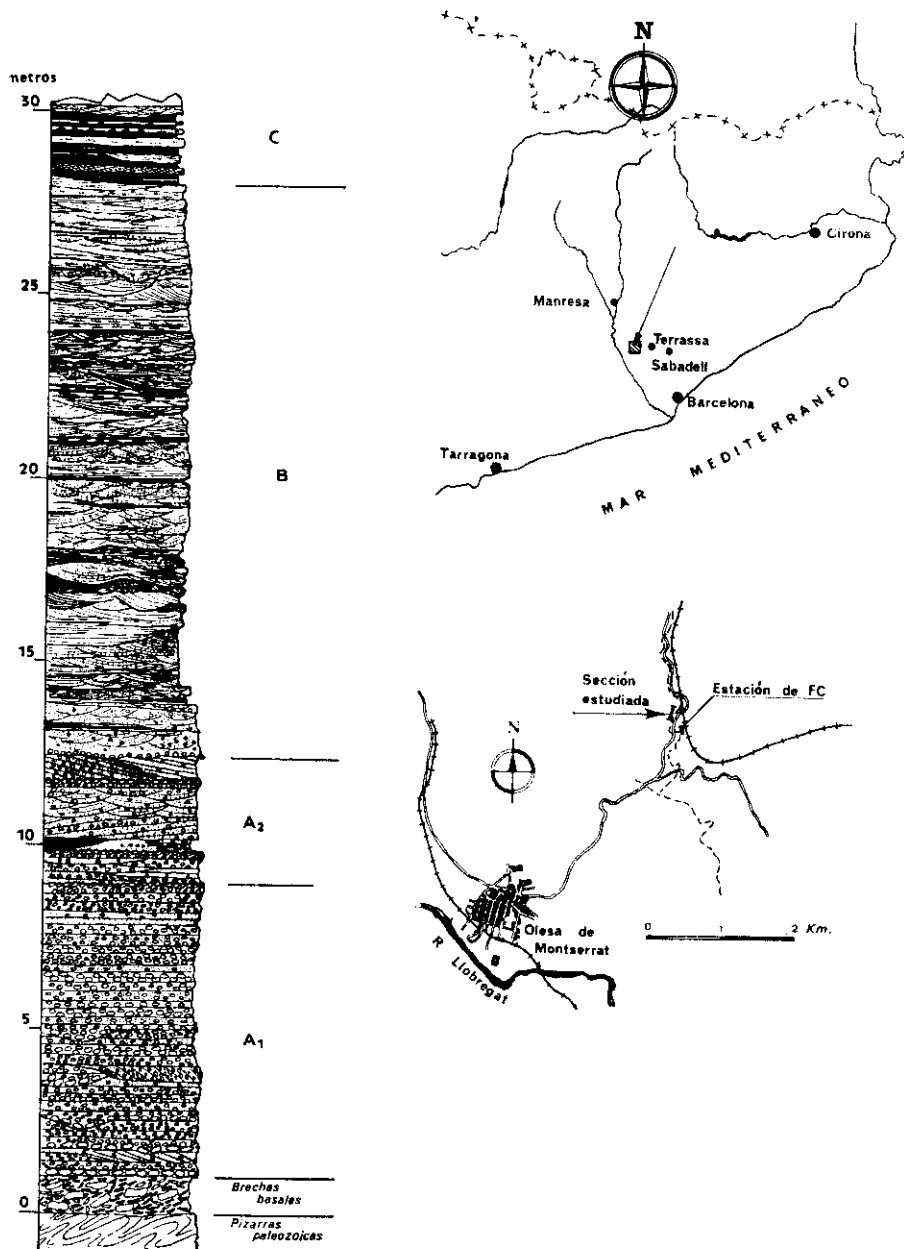 metros
30
C
25
20
B
15
A2
10
A1
5
Brechas
basales
0
Pizarras
paleozoicas
N
Girona
Manresa
Terrassa
Sabadell
Barcelona
Tarragona
MAR MEDITERRANEO
Sección
estudiada
Estación de FC
N
Olesa de
Montserrat
R Llobregat
0 2 Km.